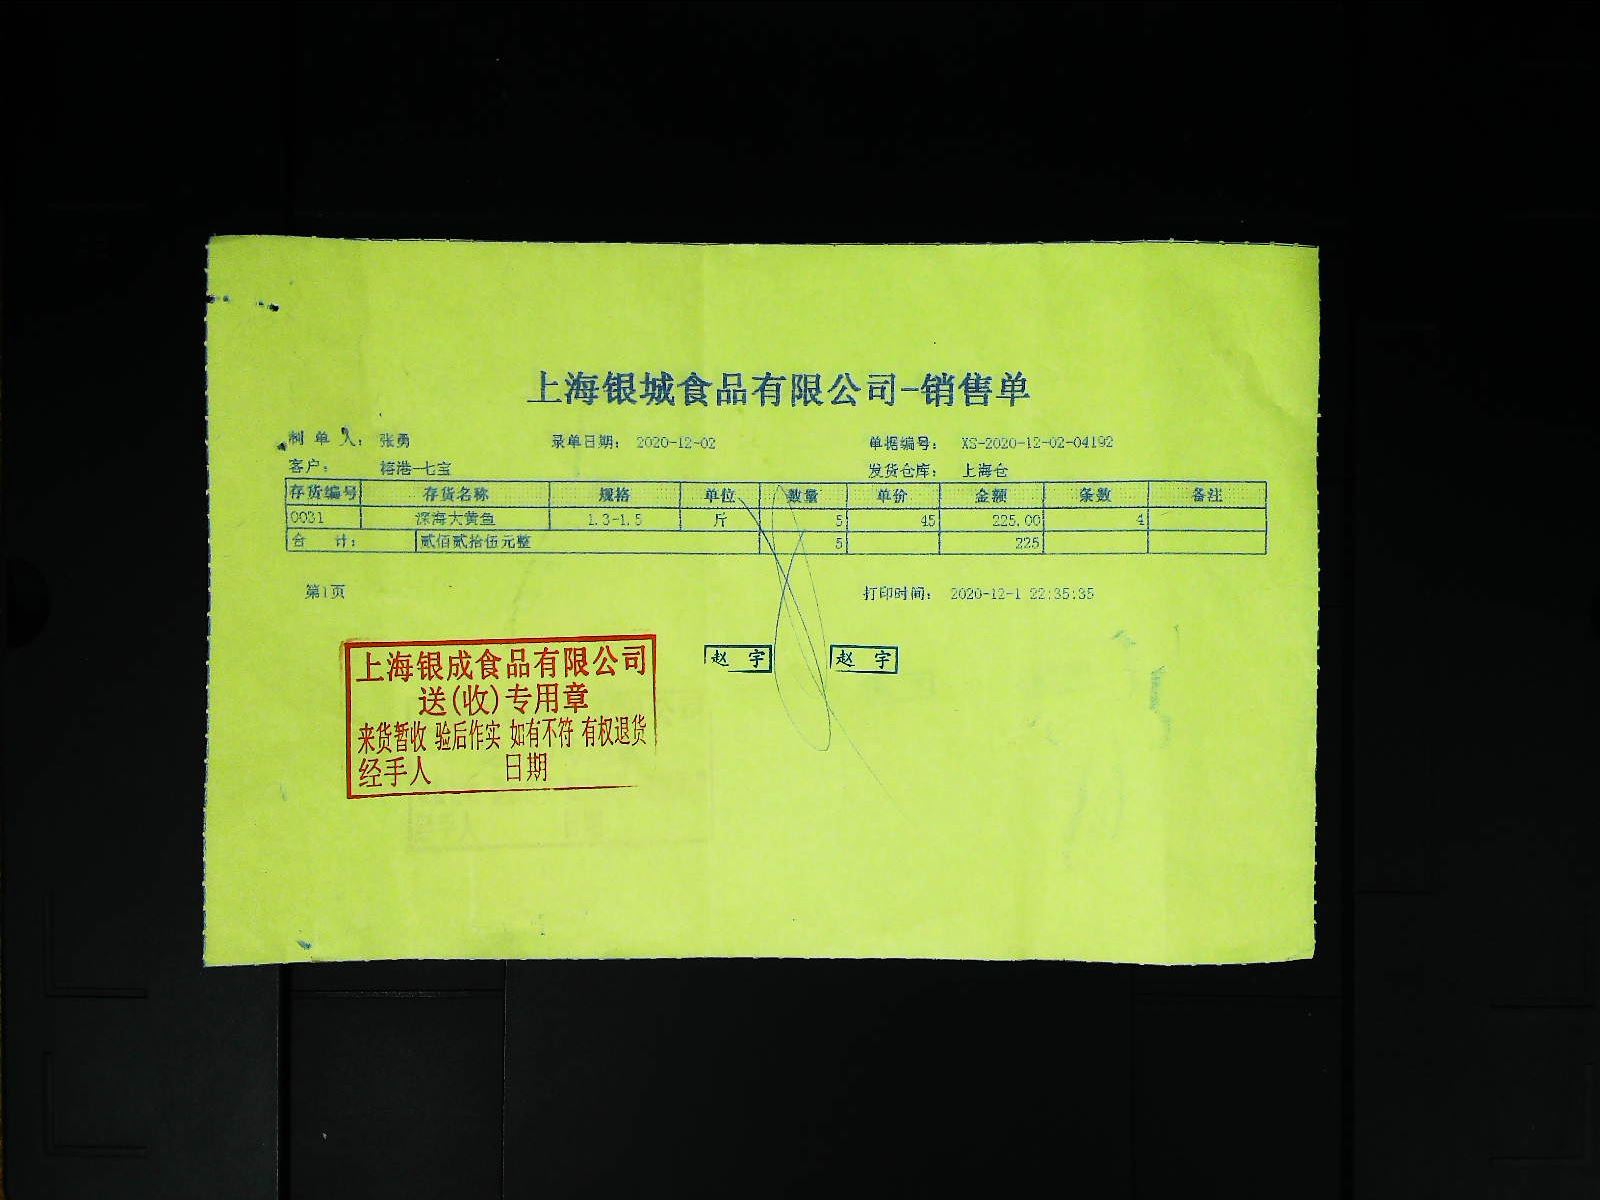 上海银城食品有限公司-销售单
制 单 人: 张勇 录单日期: 2020-12-02 单据编号: XS-2020-12-02-04192
客户: 禧港-七宝 发货仓库: 上海仓
存货编号 存货名称 规格 单位 数量 单价 金额 条数 备注
0031 深海大黄鱼 1.3-1.5 斤 5 45 225.00 4
合 计: 贰佰贰拾伍元整 5 225
第1页 打印时间: 2020-12-1 22:35:35
赵 宇 赵 宇
上海银成食品有限公司
送(收)专用章
来货暂收 验后作实 如有不符 有权退货
经手人 日期